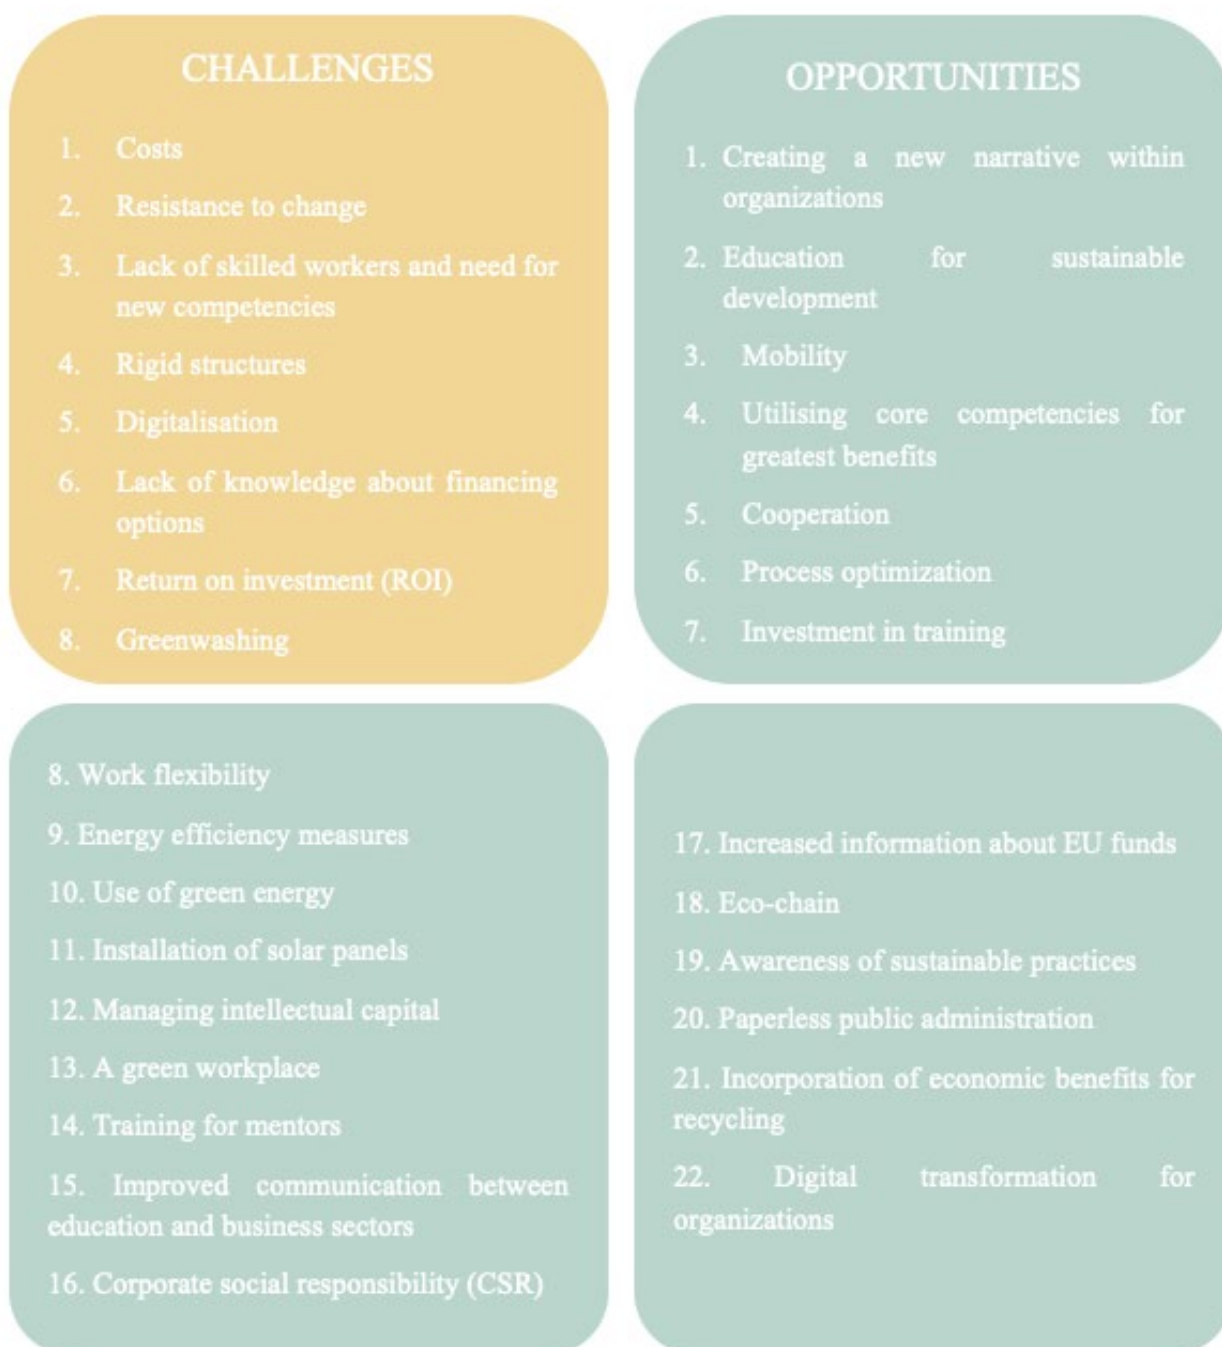 CHALLENGES
1. Costs
2. Resistance to change
3. Lack of skilled workers and need for
new competencies
4. Rigid structures
5. Digitalisation
6. Lack of knowledge about financing
options
7. Return on investment (ROI)
8. Greenwashing
OPPORTUNITIES
1. Creating a new narrative within
organizations
2. Education for sustainable
development
3. Mobility
4. Utilising core competencies for
greatest benefits
5. Cooperation
6. Process optimization
7. Investment in training
8. Work flexibility
9. Energy efficiency measures
10. Use of green energy
11. Installation of solar panels
12. Managing intellectual capital
13. A green workplace
14. Training for mentors
15. Improved communication between
education and business sectors
16. Corporate social responsibility (CSR)
17. Increased information about EU funds
18. Eco-chain
19. Awareness of sustainable practices
20. Paperless public administration
21. Incorporation of economic benefits for
recycling
22. Digital transformation for
organizations